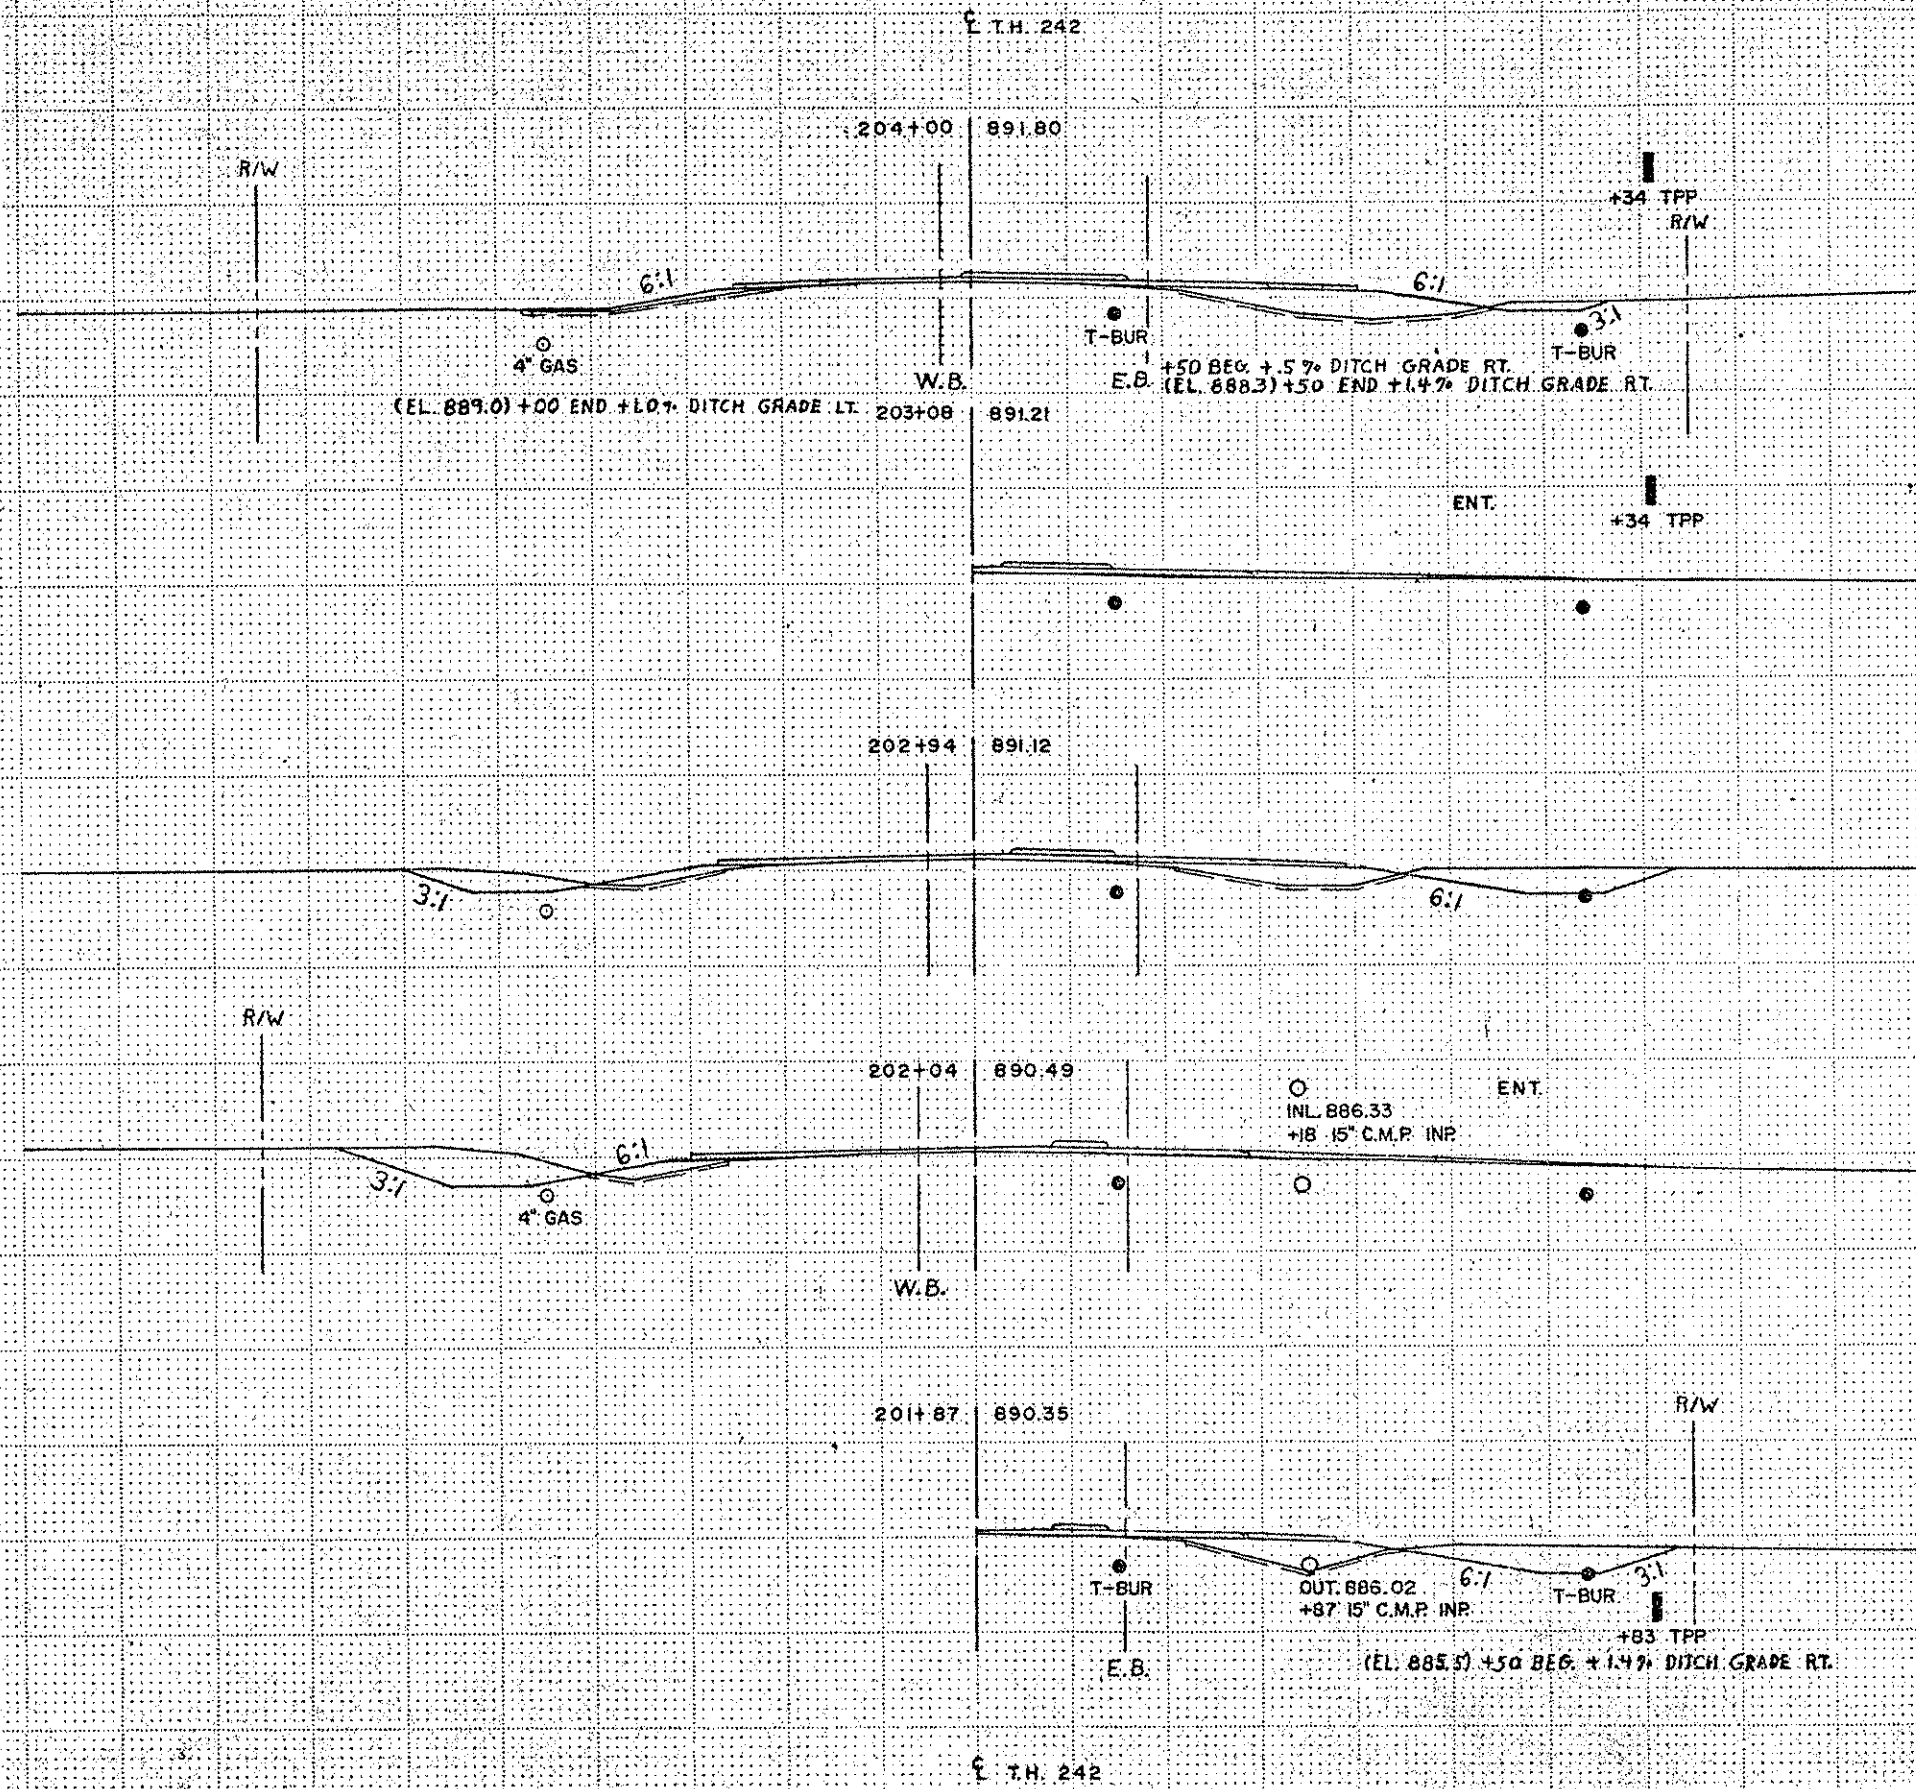 ℄ T.H. 242
204+00 891.80
R/W
+34 TPP
R/W
6:1
6:1
3:1
T-BUR
T-BUR
4" GAS
W.B.
E.B.
+50 BEG. +.5% DITCH GRADE RT.
(EL. 888.3) +50 END +1.4% DITCH GRADE RT.
(EL. 889.0) +00 END +1.0% DITCH GRADE LT.
203+08 891.21
ENT.
+34 TPP
202+94 891.12
3:1
6:1
R/W
202+04 890.49
ENT.
INL. 886.33
+18 15" C.M.P. INP.
6:1
3:1
4" GAS
W.B.
201+87 890.35
R/W
T-BUR
OUT. 886.02
+87 15" C.M.P. INP.
6:1
T-BUR
3:1
+83 TPP
E.B.
(EL. 885.5) +50 BEG. +1.4% DITCH GRADE RT.
℄ T.H. 242